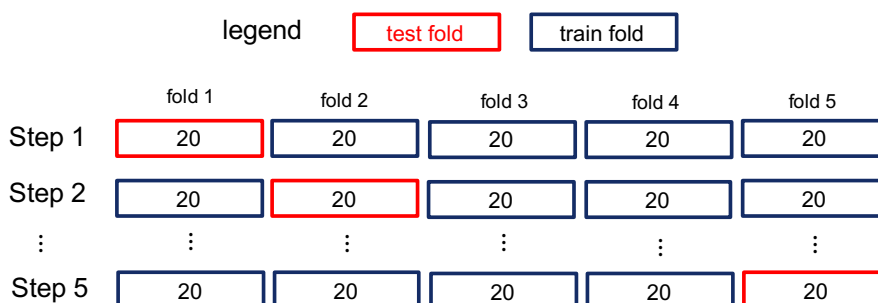 legend test fold train fold
fold 1 fold 2 fold 3 fold 4 fold 5
Step 1 20 20 20 20 20
Step 2 20 20 20 20 20
⋮ ⋮ ⋮ ⋮ ⋮ ⋮
Step 5 20 20 20 20 20